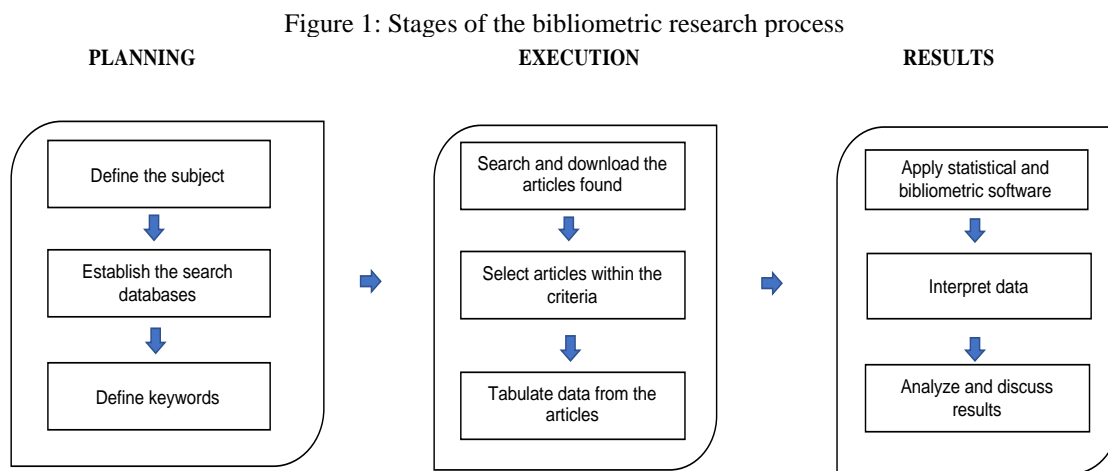 Figure 1: Stages of the bibliometric research process
PLANNING
Define the subject
Establish the search
databases
Define keywords
EXECUTION
Search and download the
articles found
Select articles within the
criteria
Tabulate data from the
articles
RESULTS
Apply statistical and
bibliometric software
Interpret data
Analyze and discuss
results